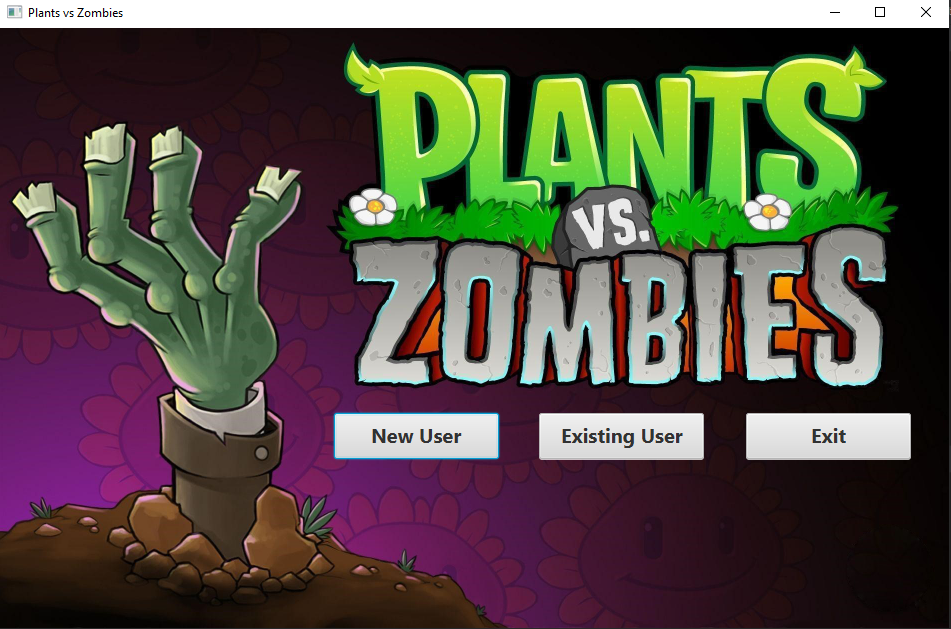 Plants vs Zombies
PLANTS
VS.
ZOMBIES
New User
Existing User
Exit